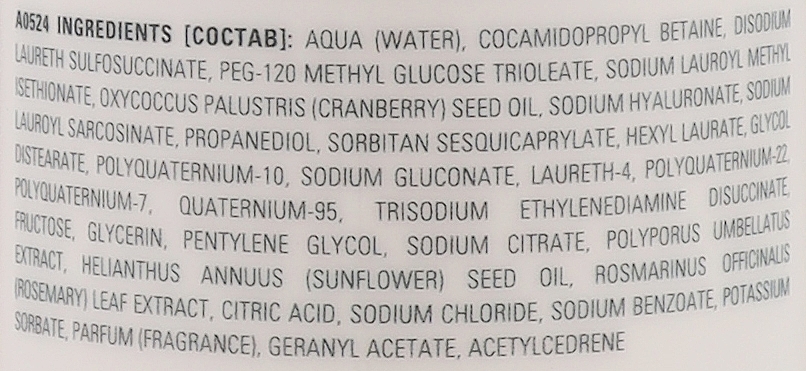 A0524 INGREDIENTS [СОСТАВ]: AQUA (WATER), COCAMIDOPROPYL BETAINE, DISODIUM
LAURETH SULFOSUCCINATE, PEG-120 METHYL GLUCOSE TRIOLEATE, SODIUM LAUROYL METHYL
ISETHIONATE, OXYCOCCUS PALUSTRIS (CRANBERRY) SEED OIL, SODIUM HYALURONATE, SODIUM
LAUROYL SARCOSINATE, PROPANEDIOL, SORBITAN SESQUICAPRYLATE, HEXYL LAURATE, GLYCOL
DISTEARATE, POLYQUATERNIUM-10, SODIUM GLUCONATE, LAURETH-4, POLYQUATERNIUM-22,
POLYQUATERNIUM-7, QUATERNIUM-95, TRISODIUM ETHYLENEDIAMINE DISUCCINATE,
FRUCTOSE, GLYCERIN, PENTYLENE GLYCOL, SODIUM CITRATE, POLYPORUS UMBELLATUS
EXTRACT, HELIANTHUS ANNUUS (SUNFLOWER) SEED OIL, ROSMARINUS OFFICINALIS
(ROSEMARY) LEAF EXTRACT, CITRIC ACID, SODIUM CHLORIDE, SODIUM BENZOATE, POTASSIUM
SORBATE, PARFUM (FRAGRANCE), GERANYL ACETATE, ACETYLCEDRENE